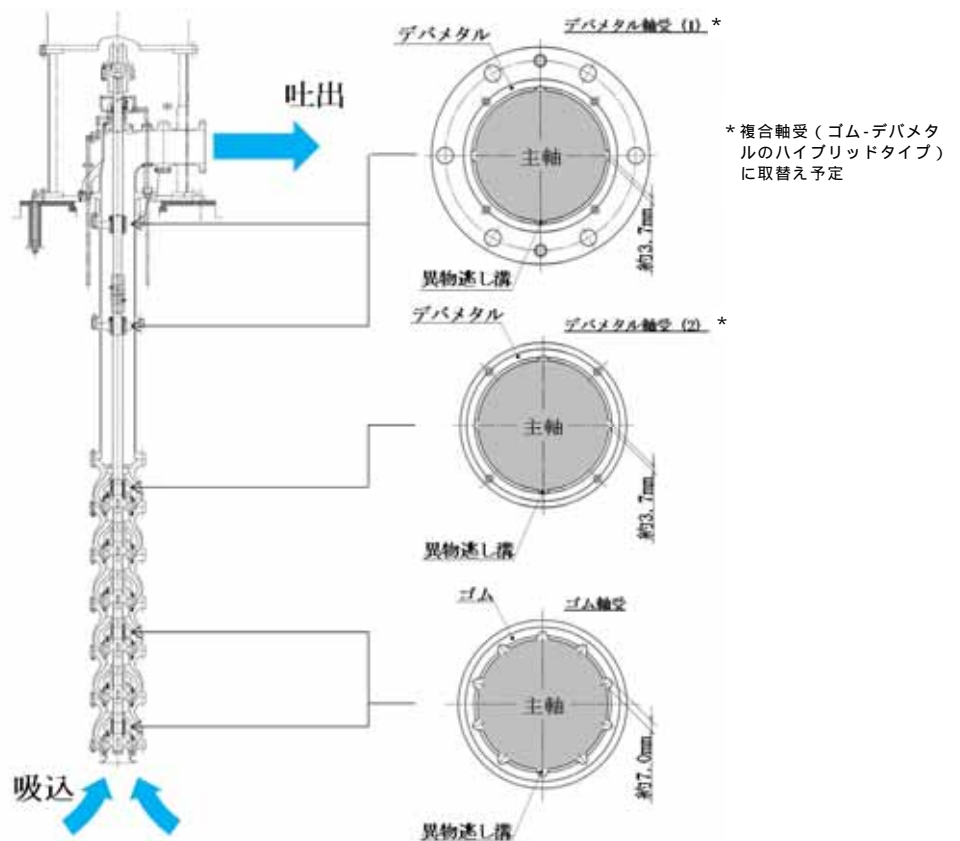 デバメタル
デバメタル軸受 (1) *
吐出
*複合軸受(ゴム-デバメタ
ルのハイブリッドタイプ)
に取替え予定
主軸
約3.7mm
異物逃し溝
デバメタル
デバメタル軸受 (2) *
主軸
約3.7mm
異物逃し溝
ゴム
ゴム軸受
主軸
約7.0mm
吸込
異物逃し溝